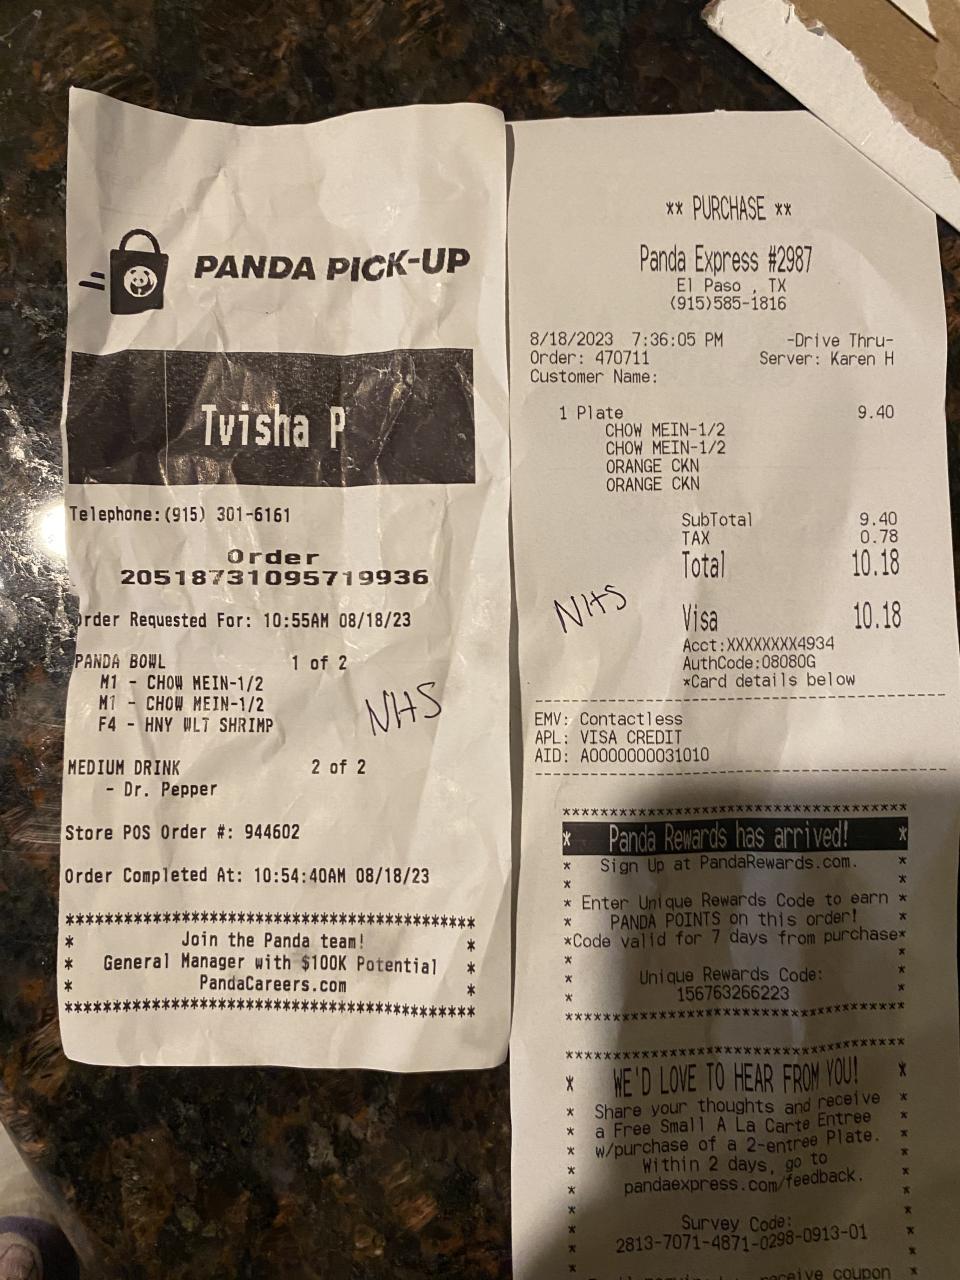 PANDA PICK-UP
Tvisha P
Telephone:(915) 301-6161
Order
20518731095719936
Order Requested For: 10:55AM 08/18/23
PANDA BOWL 1 of 2
M1 - CHOW MEIN-1/2
M1 - CHOW MEIN-1/2
F4 - HNY WLT SHRIMP
NHS
MEDIUM DRINK 2 of 2
- Dr. Pepper
Store POS Order #: 944602
Order Completed At: 10:54:40AM 08/18/23
*******************************************
* Join the Panda team! *
* General Manager with $100K Potential *
* PandaCareers.com *
*******************************************
** PURCHASE **
Panda Express #2987
El Paso , TX
(915)585-1816
8/18/2023 7:36:05 PM -Drive Thru-
Order: 470711 Server: Karen H
Customer Name:
1 Plate 9.40
CHOW MEIN-1/2
CHOW MEIN-1/2
ORANGE CKN
ORANGE CKN
SubTotal 9.40
TAX 0.78
Total 10.18
NHS
Visa 10.18
Acct:XXXXXXXX4934
AuthCode:08080G
*Card details below
EMV: Contactless
APL: VISA CREDIT
AID: A0000000031010
**************************************
* Panda Rewards has arrived! *
* Sign Up at PandaRewards.com. *
* *
* Enter Unique Rewards Code to earn *
* PANDA POINTS on this order! *
*Code valid for 7 days from purchase*
* *
* Unique Rewards Code: *
* 156763266223 *
**************************************
**************************************
* WE'D LOVE TO HEAR FROM YOU! *
* Share your thoughts and receive *
* a Free Small A La Carte Entree *
* w/purchase of a 2-entree Plate. *
* Within 2 days, go to *
* pandaexpress.com/feedback. *
* *
* Survey Code: *
* 2813-7071-4871-0298-0913-01 *
* *
receive coupon